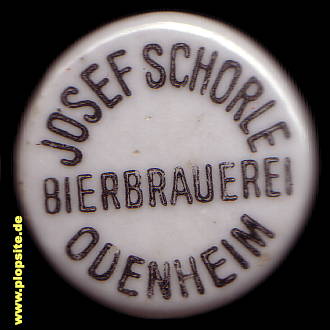 JOSEF SCHORLE
BIERBRAUEREI
ODENHEIM
www.plopsite.de